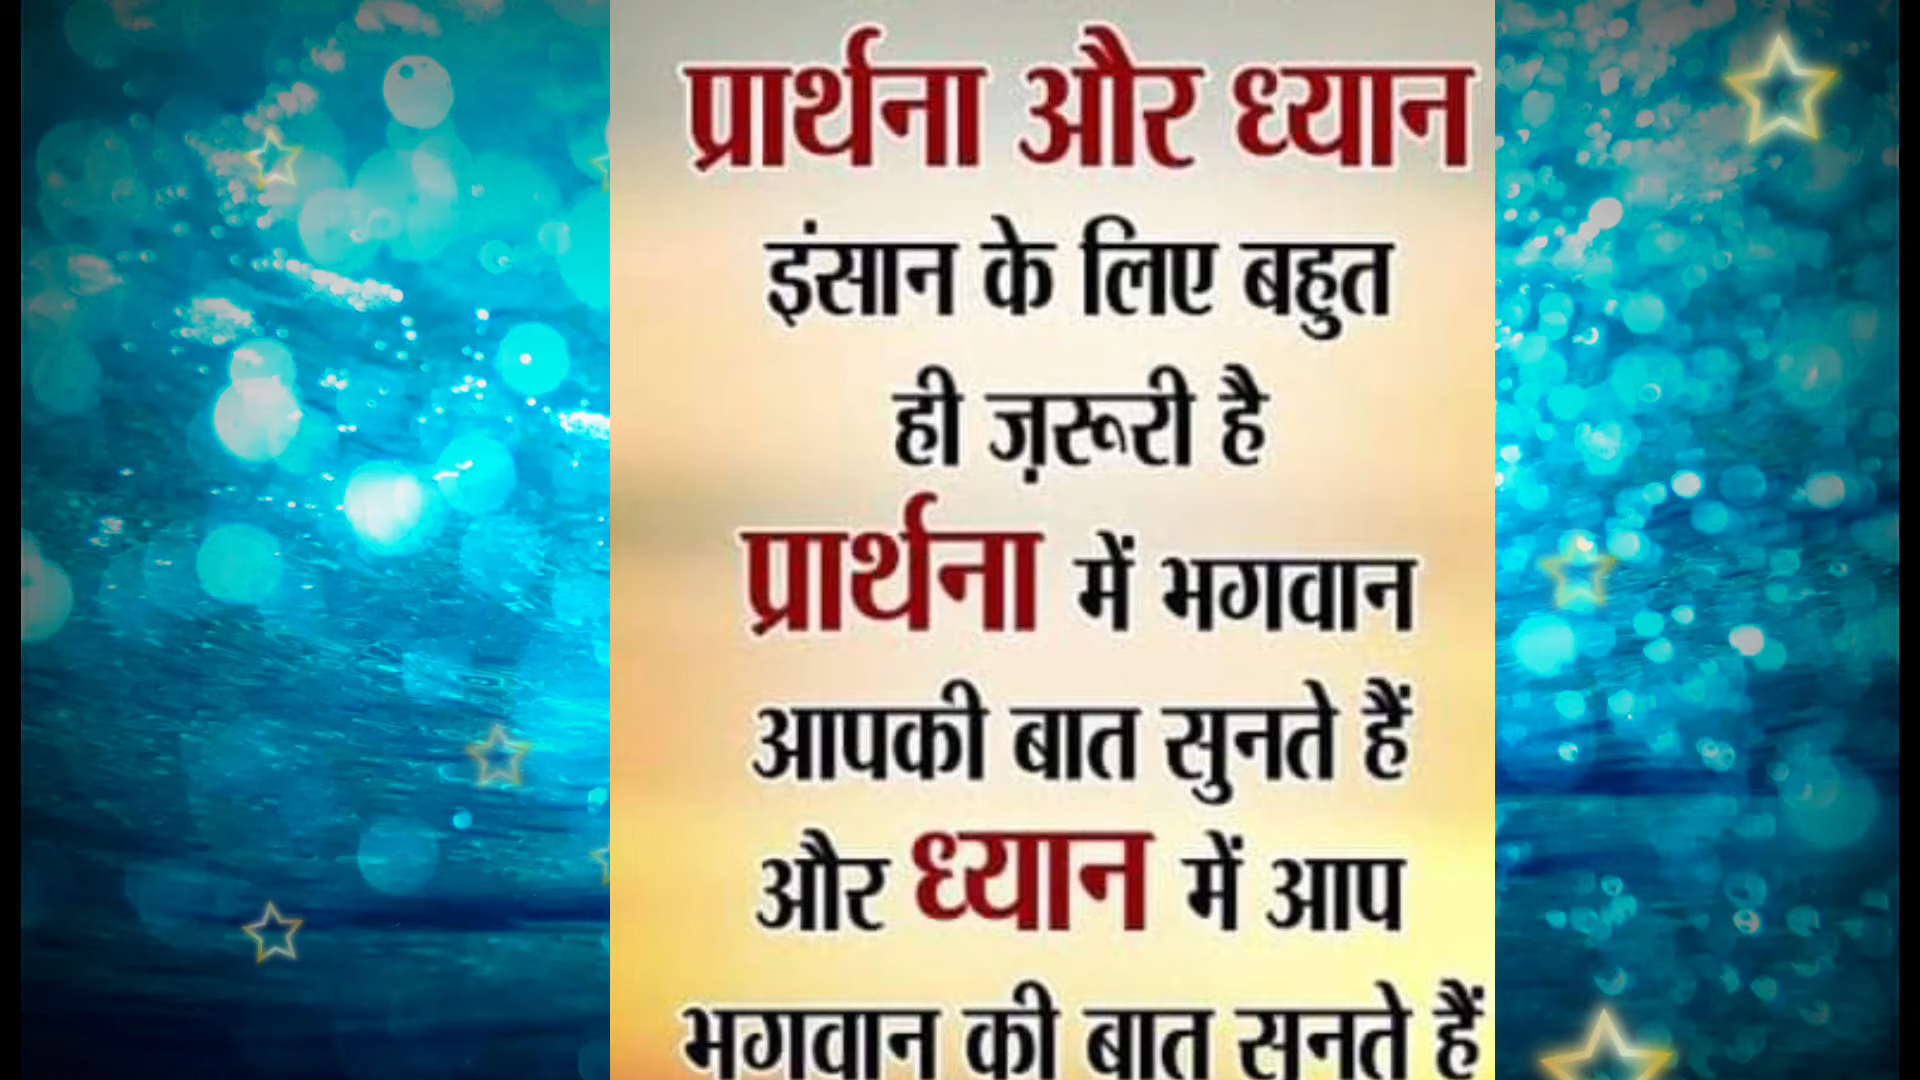 प्रार्थना और ध्यान
इंसान के लिए बहुत
ही ज़रूरी है
प्रार्थना में भगवान
आपकी बात सुनते हैं
और ध्यान में आप
भगवान की बात सुनते हैं